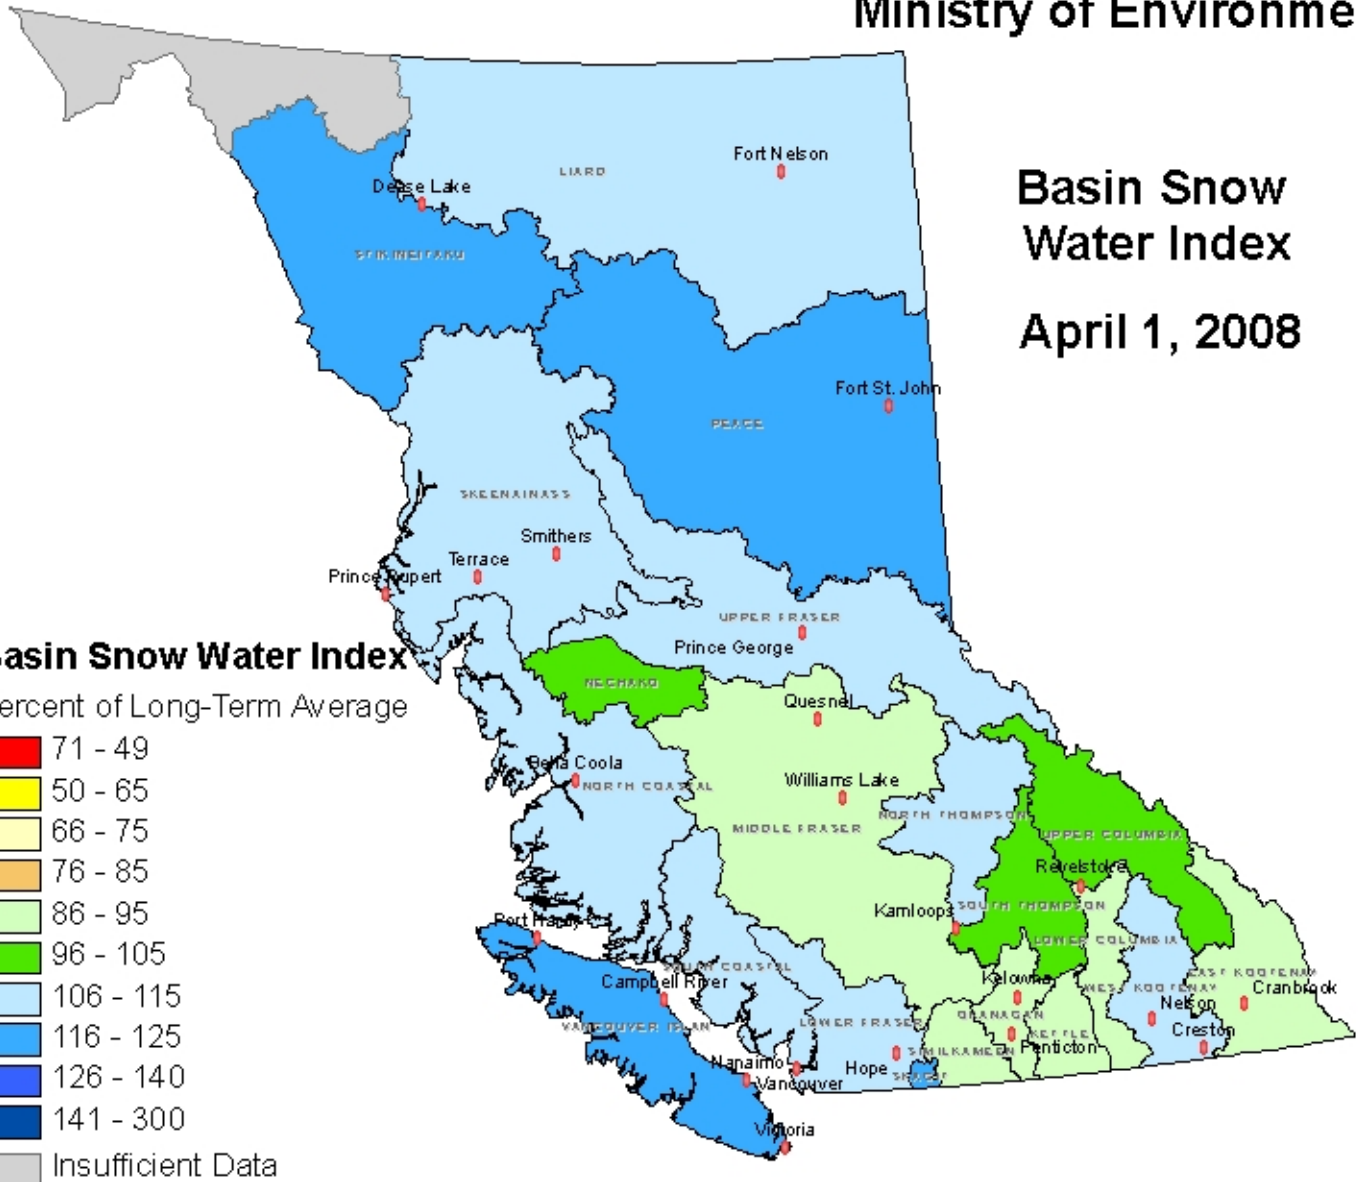 Ministry of Environme
Basin Snow
Water Index
April 1, 2008
Fort Nelson
LIARD
Dease Lake
STIKINE/TAKU
Fort St. John
PEACE
SKEENA/NASS
Smithers
Terrace
Prince Rupert
UPPER FRASER
Prince George
NECHAKO
Quesnel
Bella Coola
NORTH COASTAL
Williams Lake
NORTH THOMPSON
MIDDLE FRASER
UPPER COLUMBIA
Revelstoke
Kamloops
SOUTH THOMPSON
Port Hardy
LOWER COLUMBIA
SOUTH COASTAL
EAST KOOTENAY
Campbell River
Kelowna
WEST KOOTENAY
Cranbrook
Nelson
OKANAGAN
VANCOUVER ISLAN
LOWER FRASER
Creston
KETTLE
SIMILKAMEEN
Penticton
Nanaimo
Hope
SKAGIT
Vancouver
Victoria
asin Snow Water Index
ercent of Long-Term Average
71 - 49
50 - 65
66 - 75
76 - 85
86 - 95
96 - 105
106 - 115
116 - 125
126 - 140
141 - 300
Insufficient Data